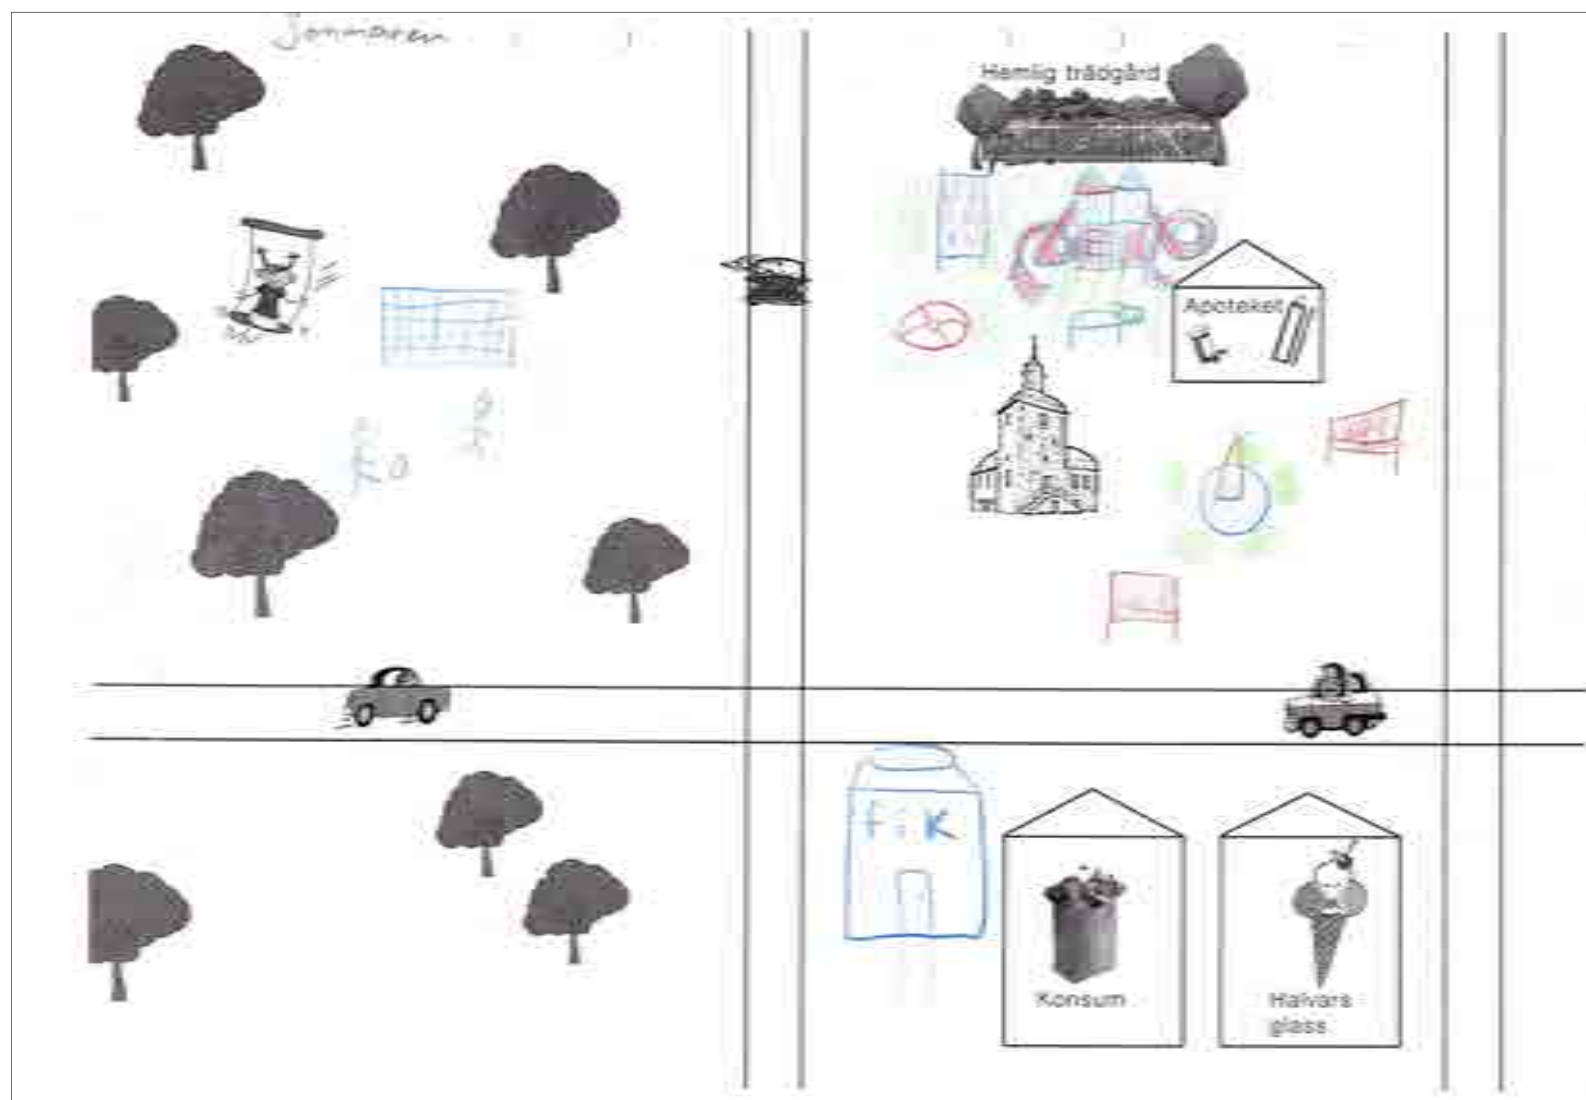 Hemlig trädgård
Apoteket
Fik
Konsum
Halvars
glass